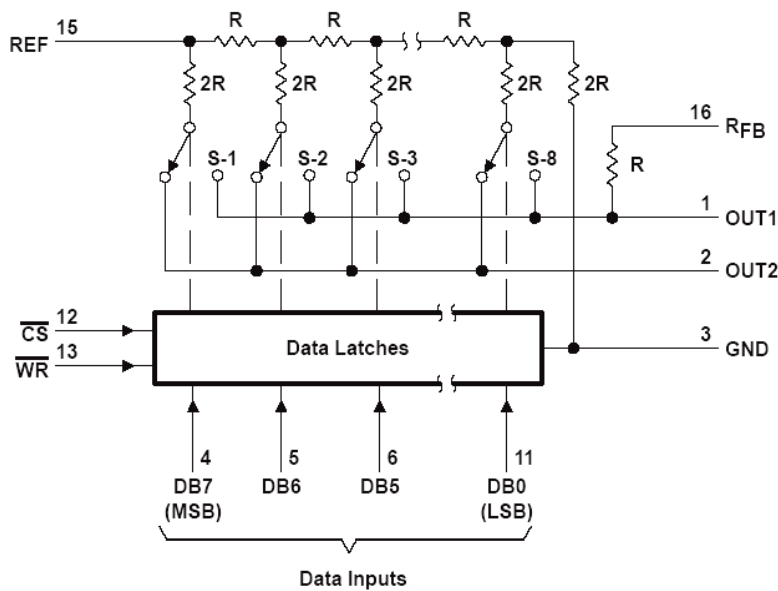 15
REF
R R R
2R 2R 2R 2R 2R
16
RFB
S-1 S-2 S-3 S-8
R
1
OUT1
2
OUT2
12
CS
13
WR
Data Latches
3
GND
4 5 6 11
DB7 DB6 DB5 DB0
(MSB) (LSB)
Data Inputs